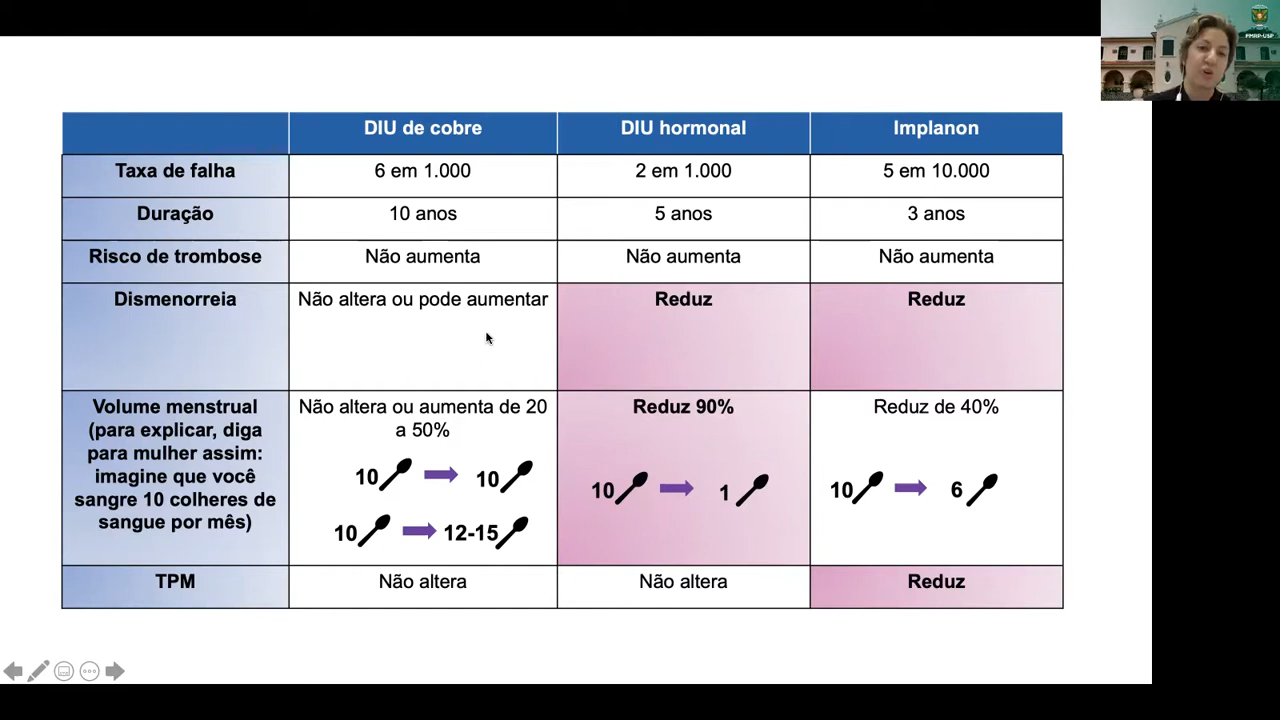 FMRP-USP
DIU de cobre
DIU hormonal
Implanon
Taxa de falha
6 em 1.000
2 em 1.000
5 em 10.000
Duração
10 anos
5 anos
3 anos
Risco de trombose
Não aumenta
Não aumenta
Não aumenta
Dismenorreia
Não altera ou pode aumentar
Reduz
Reduz
Volume menstrual
(para explicar, diga
para mulher assim:
imagine que você
sangre 10 colheres de
sangue por mês)
Não altera ou aumenta de 20
a 50%
10 10
10 12-15
Reduz 90%
10 1
Reduz de 40%
10 6
TPM
Não altera
Não altera
Reduz